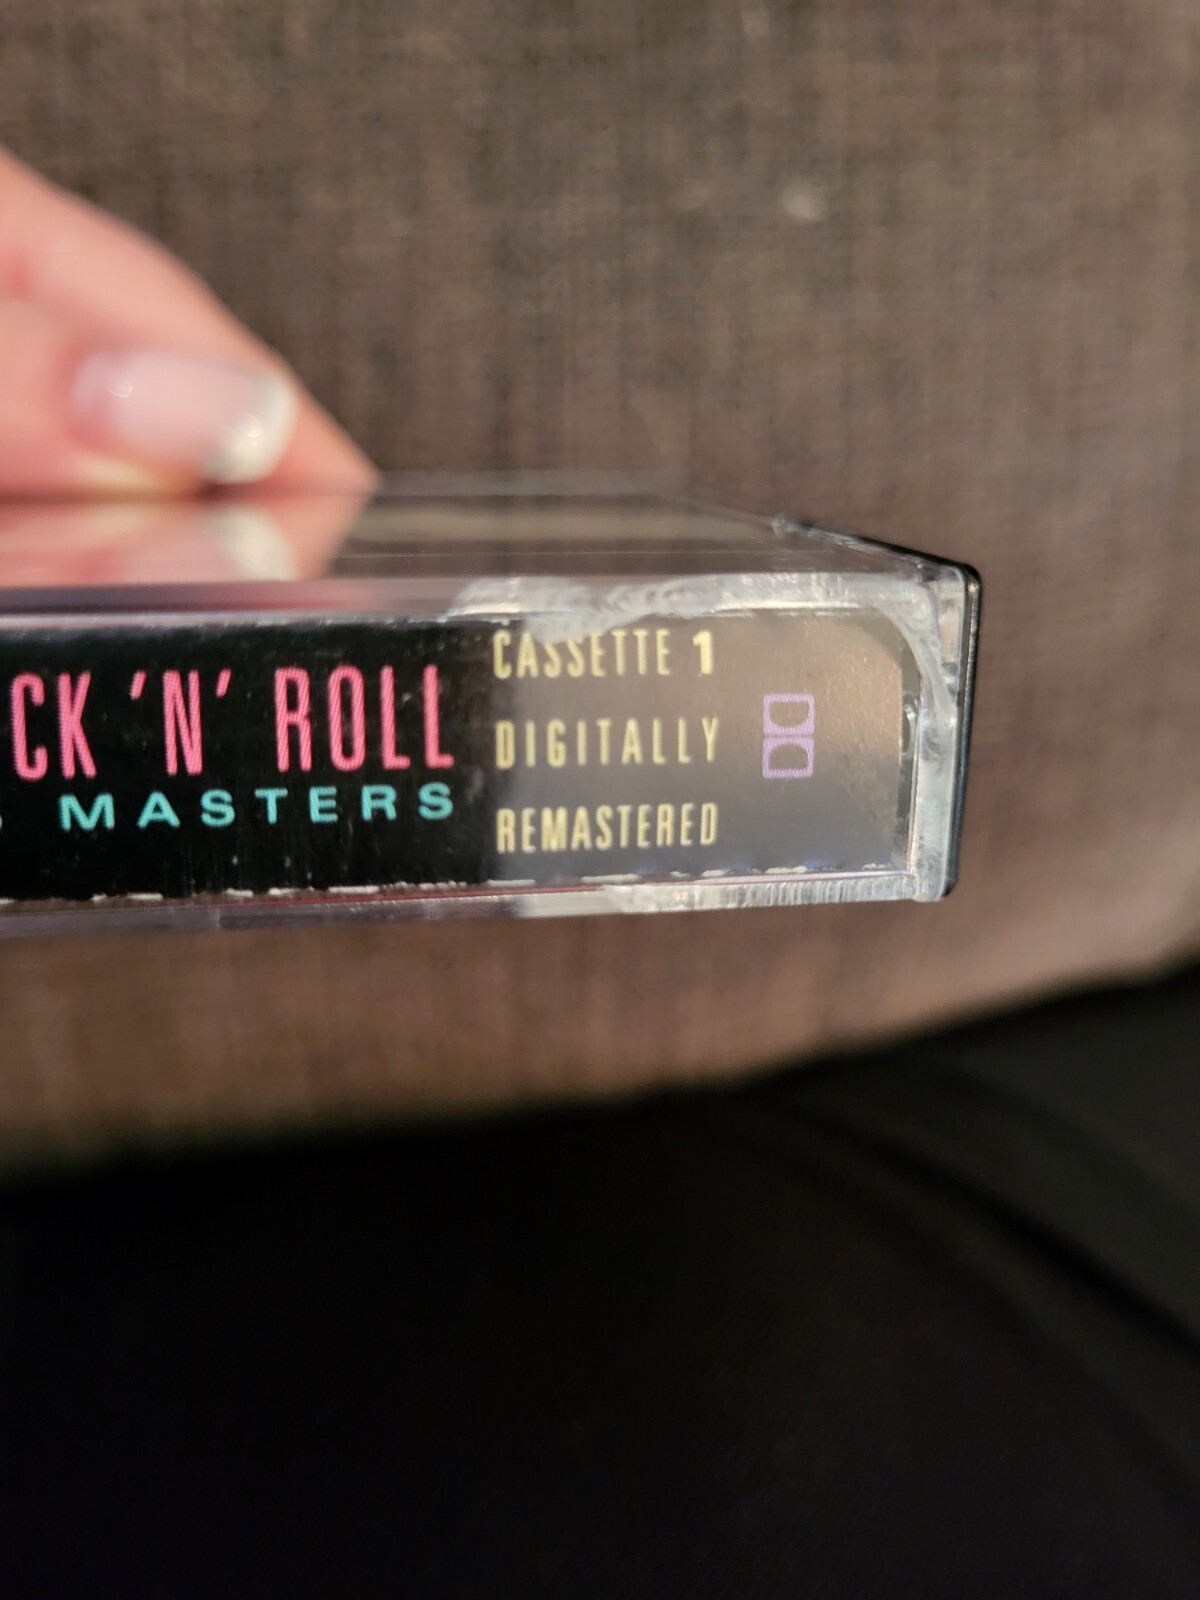 CK 'N' ROLL
MASTERS
CASSETTE 1
DIGITALLY
REMASTERED